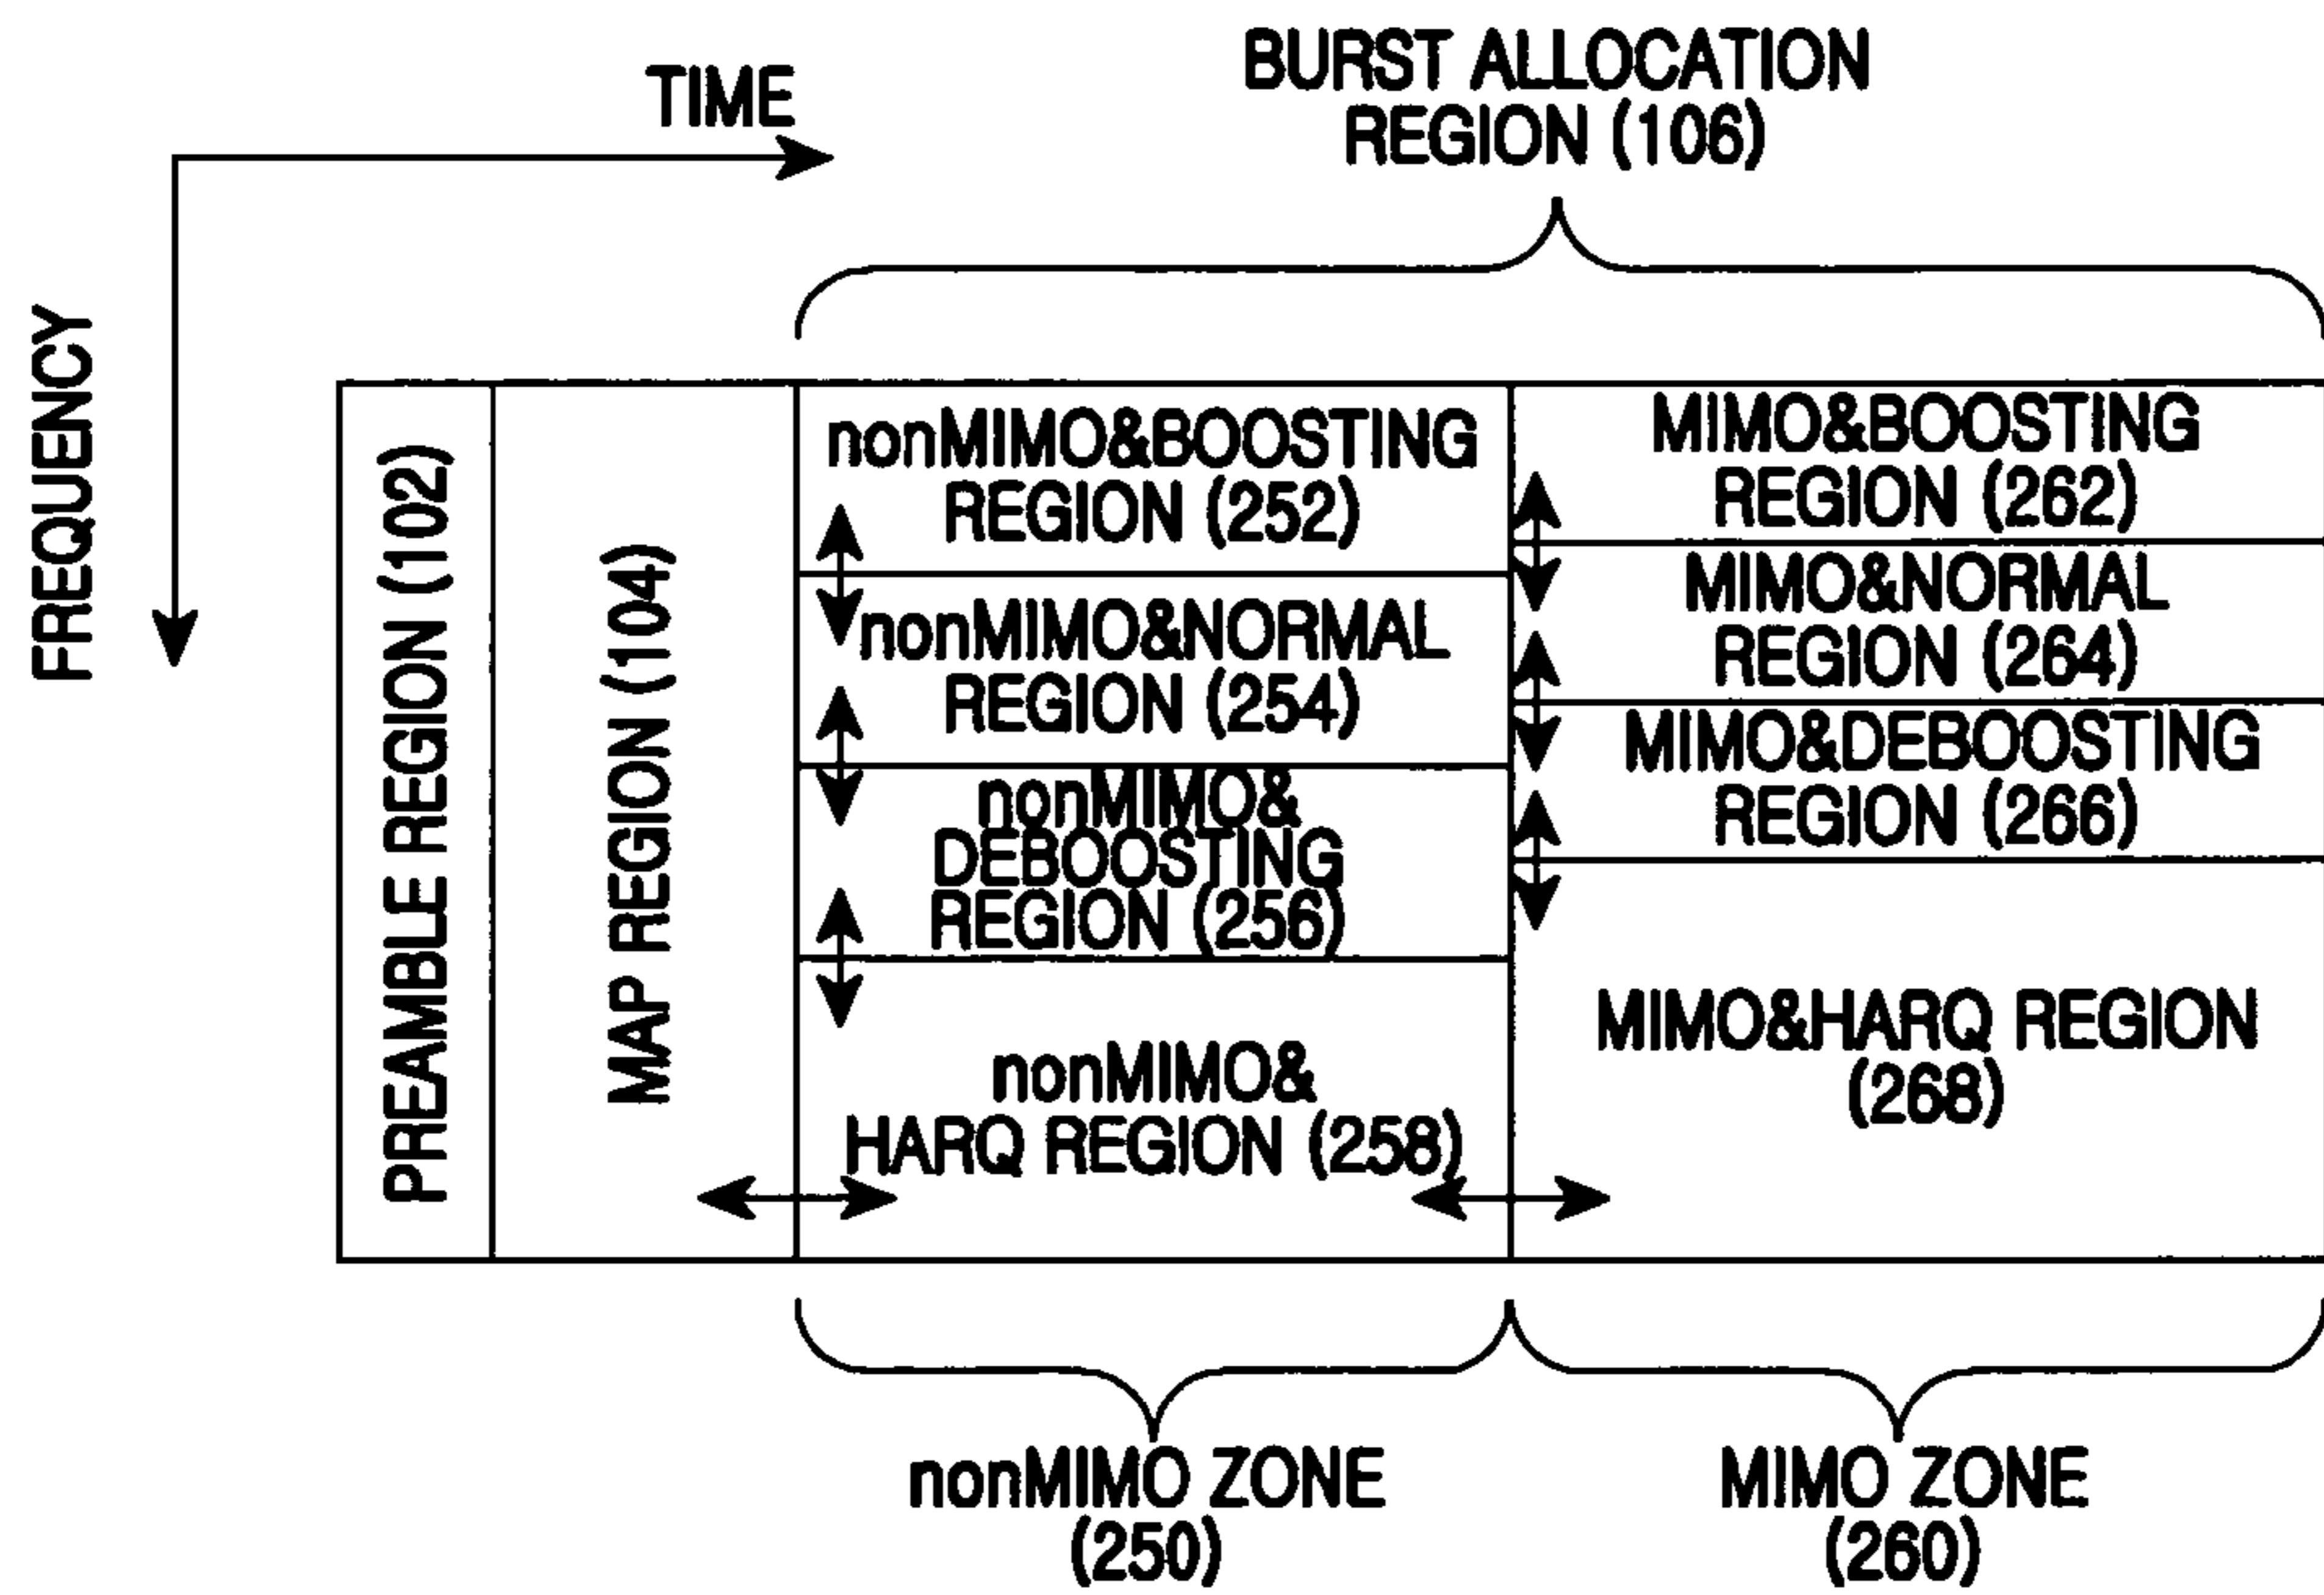 BURST ALLOCATION
REGION (106)
TIME
FREQUENCY
PREAMBLE REGION (102)
MAP REGION (104)
nonMIMO&BOOSTING
REGION (252)
nonMIMO&NORMAL
REGION (254)
nonMIMO&
DEBOOSTING
REGION (256)
nonMIMO&
HARQ REGION (258)
MIMO&BOOSTING
REGION (262)
MIMO&NORMAL
REGION (264)
MIMO&DEBOOSTING
REGION (266)
MIMO&HARQ REGION
(268)
nonMIMO ZONE
(250)
MIMO ZONE
(260)